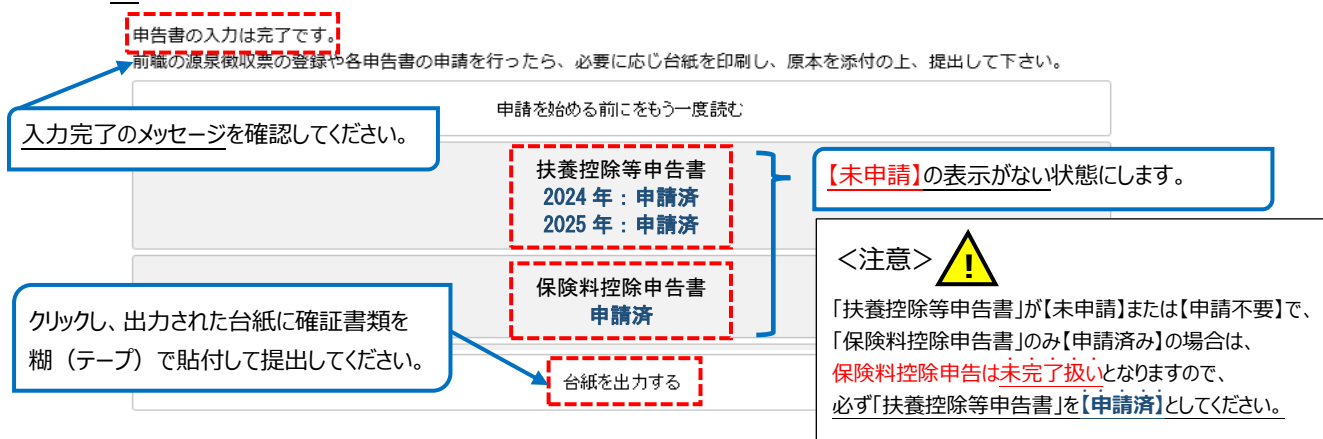 申告書の入力は完了です。
前職の源泉徴収票の登録や各申告書の申請を行ったら、必要に応じ台紙を印刷し、原本を添付の上、提出して下さい。
申請を始める前にをもう一度読む
入力完了のメッセージを確認してください。
扶養控除等申告書
2024 年：申請済
2025 年：申請済
【未申請】の表示がない状態にします。
保険料控除申告書
申請済
クリックし、出力された台紙に確証書類を
糊（テープ）で貼付して提出してください。
台紙を出力する
＜注意＞
!
「扶養控除等申告書」が【未申請】または【申請不要】で、
「保険料控除申告書」のみ【申請済み】の場合は、
保険料控除申告は未完了扱いとなりますので、
必ず「扶養控除等申告書」を【申請済】としてください。